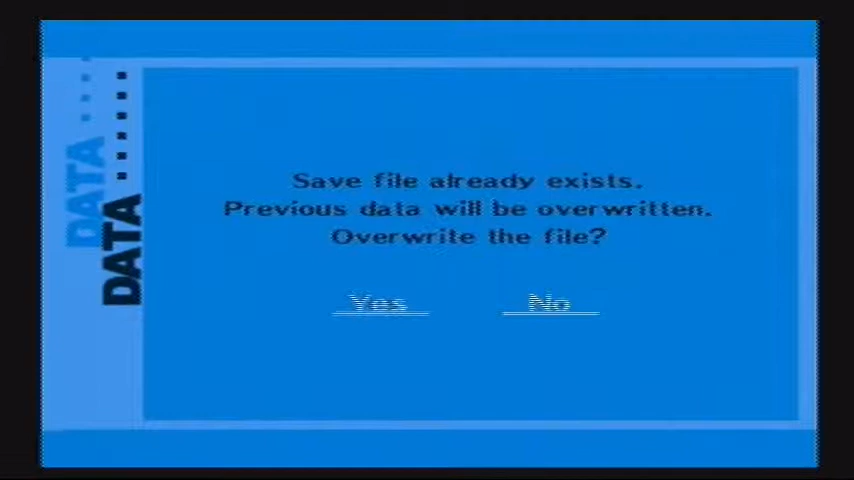 DATA
DATA
Save file already exists.
Previous data will be overwritten.
Overwrite the file?
Yes No